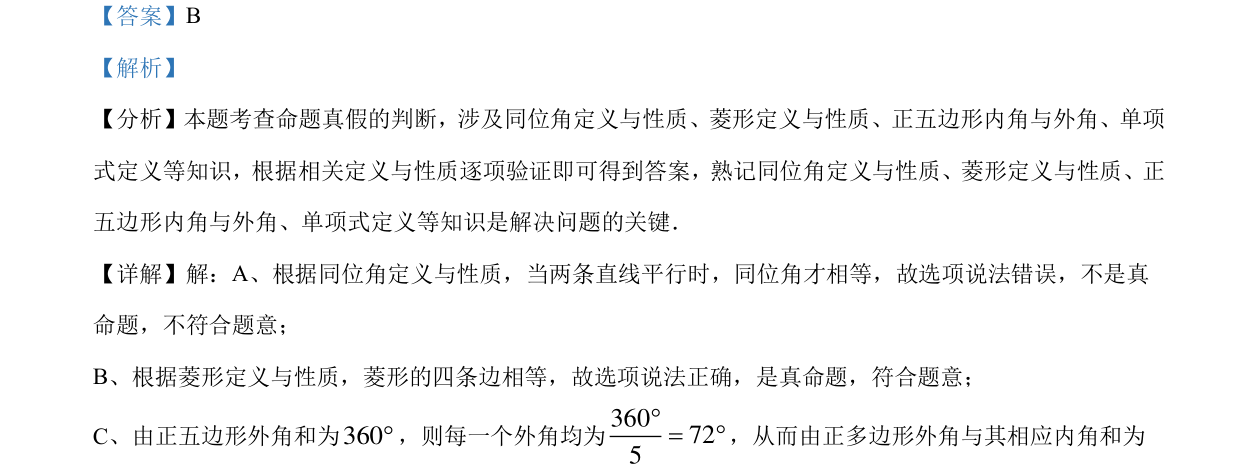 【答案】B
【解析】
【分析】本题考查命题真假的判断，涉及同位角定义与性质、菱形定义与性质、正五边形内角与外角、单项
式定义等知识，根据相关定义与性质逐项验证即可得到答案，熟记同位角定义与性质、菱形定义与性质、正
五边形内角与外角、单项式定义等知识是解决问题的关键．
【详解】解：A、根据同位角定义与性质，当两条直线平行时，同位角才相等，故选项说法错误，不是真
命题，不符合题意；
B、根据菱形定义与性质，菱形的四条边相等，故选项说法正确，是真命题，符合题意；
C、由正五边形外角和为360°，则每一个外角均为360°/5=72°，从而由正多边形外角与其相应内角和为